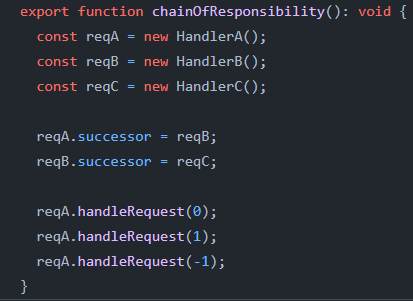 export function chainOfResponsibility(): void {
  const reqA = new HandlerA();
  const reqB = new HandlerB();
  const reqC = new HandlerC();

  reqA.successor = reqB;
  reqB.successor = reqC;

  reqA.handleRequest(0);
  reqA.handleRequest(1);
  reqA.handleRequest(-1);
}